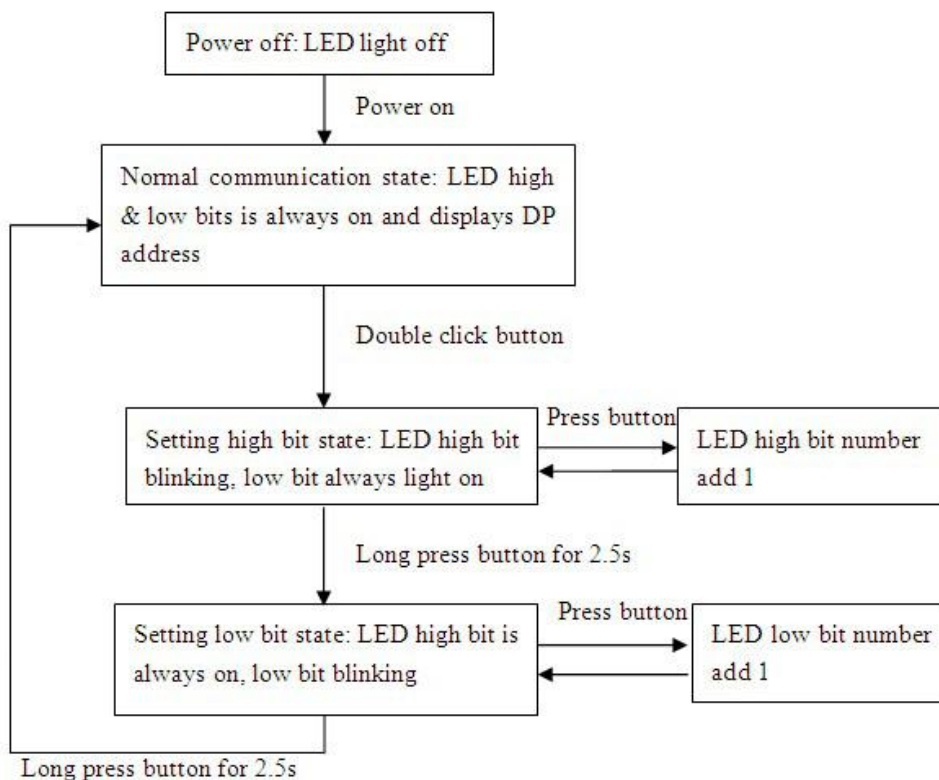 Power off: LED light off
Power on
Normal communication state: LED high
& low bits is always on and displays DP
address
Double click button
Press button
Setting high bit state: LED high bit
blinking, low bit always light on
LED high bit number
add 1
Long press button for 2.5s
Press button
Setting low bit state: LED high bit is
always on, low bit blinking
LED low bit number
add 1
Long press button for 2.5s